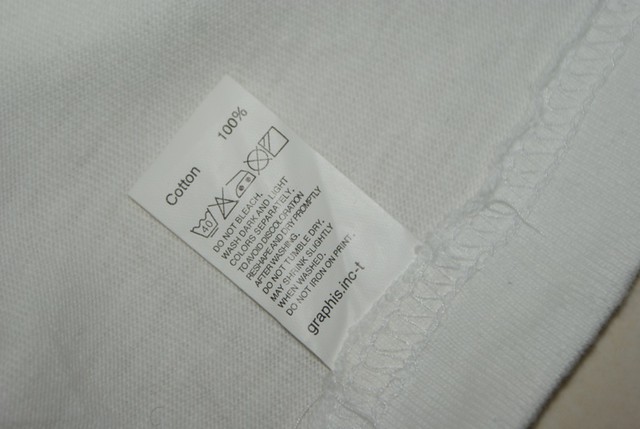 Cotton 100%
40
DO NOT BLEACH.
WASH DARK AND LIGHT
COLORS SEPARATELY.
TO AVOID DISCOLORATION
RESHAPE AND DRY PROMPTLY
AFTER WASHING.
DO NOT TUMBLE DRY.
MAY SHRINK SLIGHTLY
WHEN WASHED.
DO NOT IRON ON PRINT.
graphis.inc-t